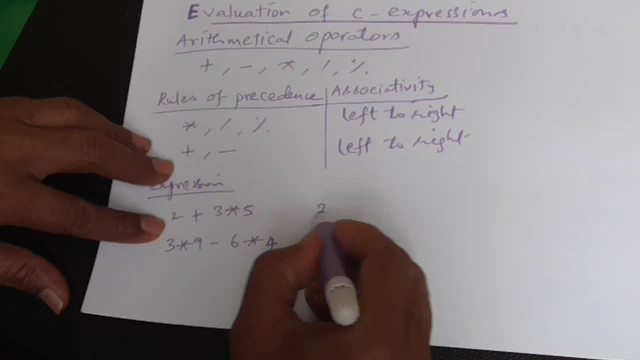 Evaluation of C-expressions
Arithmetical operators
+, -, *, /, %.
Rules of precedence Associativity
*, /, %. left to right
+, - left to right
Expression
2 + 3*5 2
3*9 - 6*4